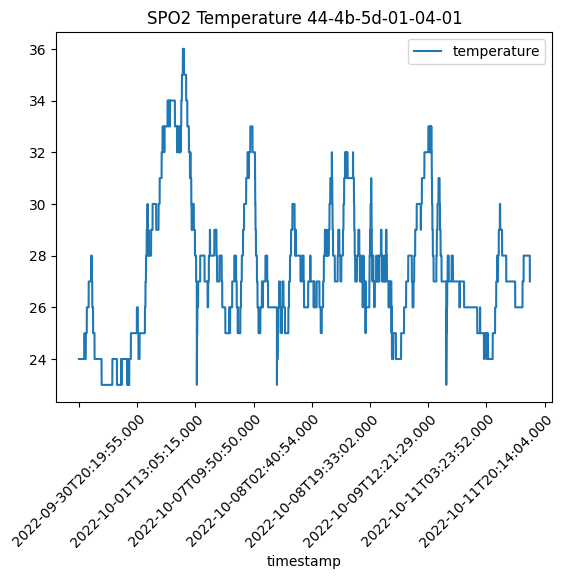 SPO2 Temperature 44-4b-5d-01-04-01
temperature
36
34
32
30
28
26
24
2022-09-30T20:19:55.000
2022-10-01T13:05:15.000
2022-10-07T09:50:50.000
2022-10-08T02:40:54.000
2022-10-08T19:33:02.000
2022-10-09T12:21:29.000
2022-10-11T03:23:52.000
2022-10-11T20:14:04.000
timestamp